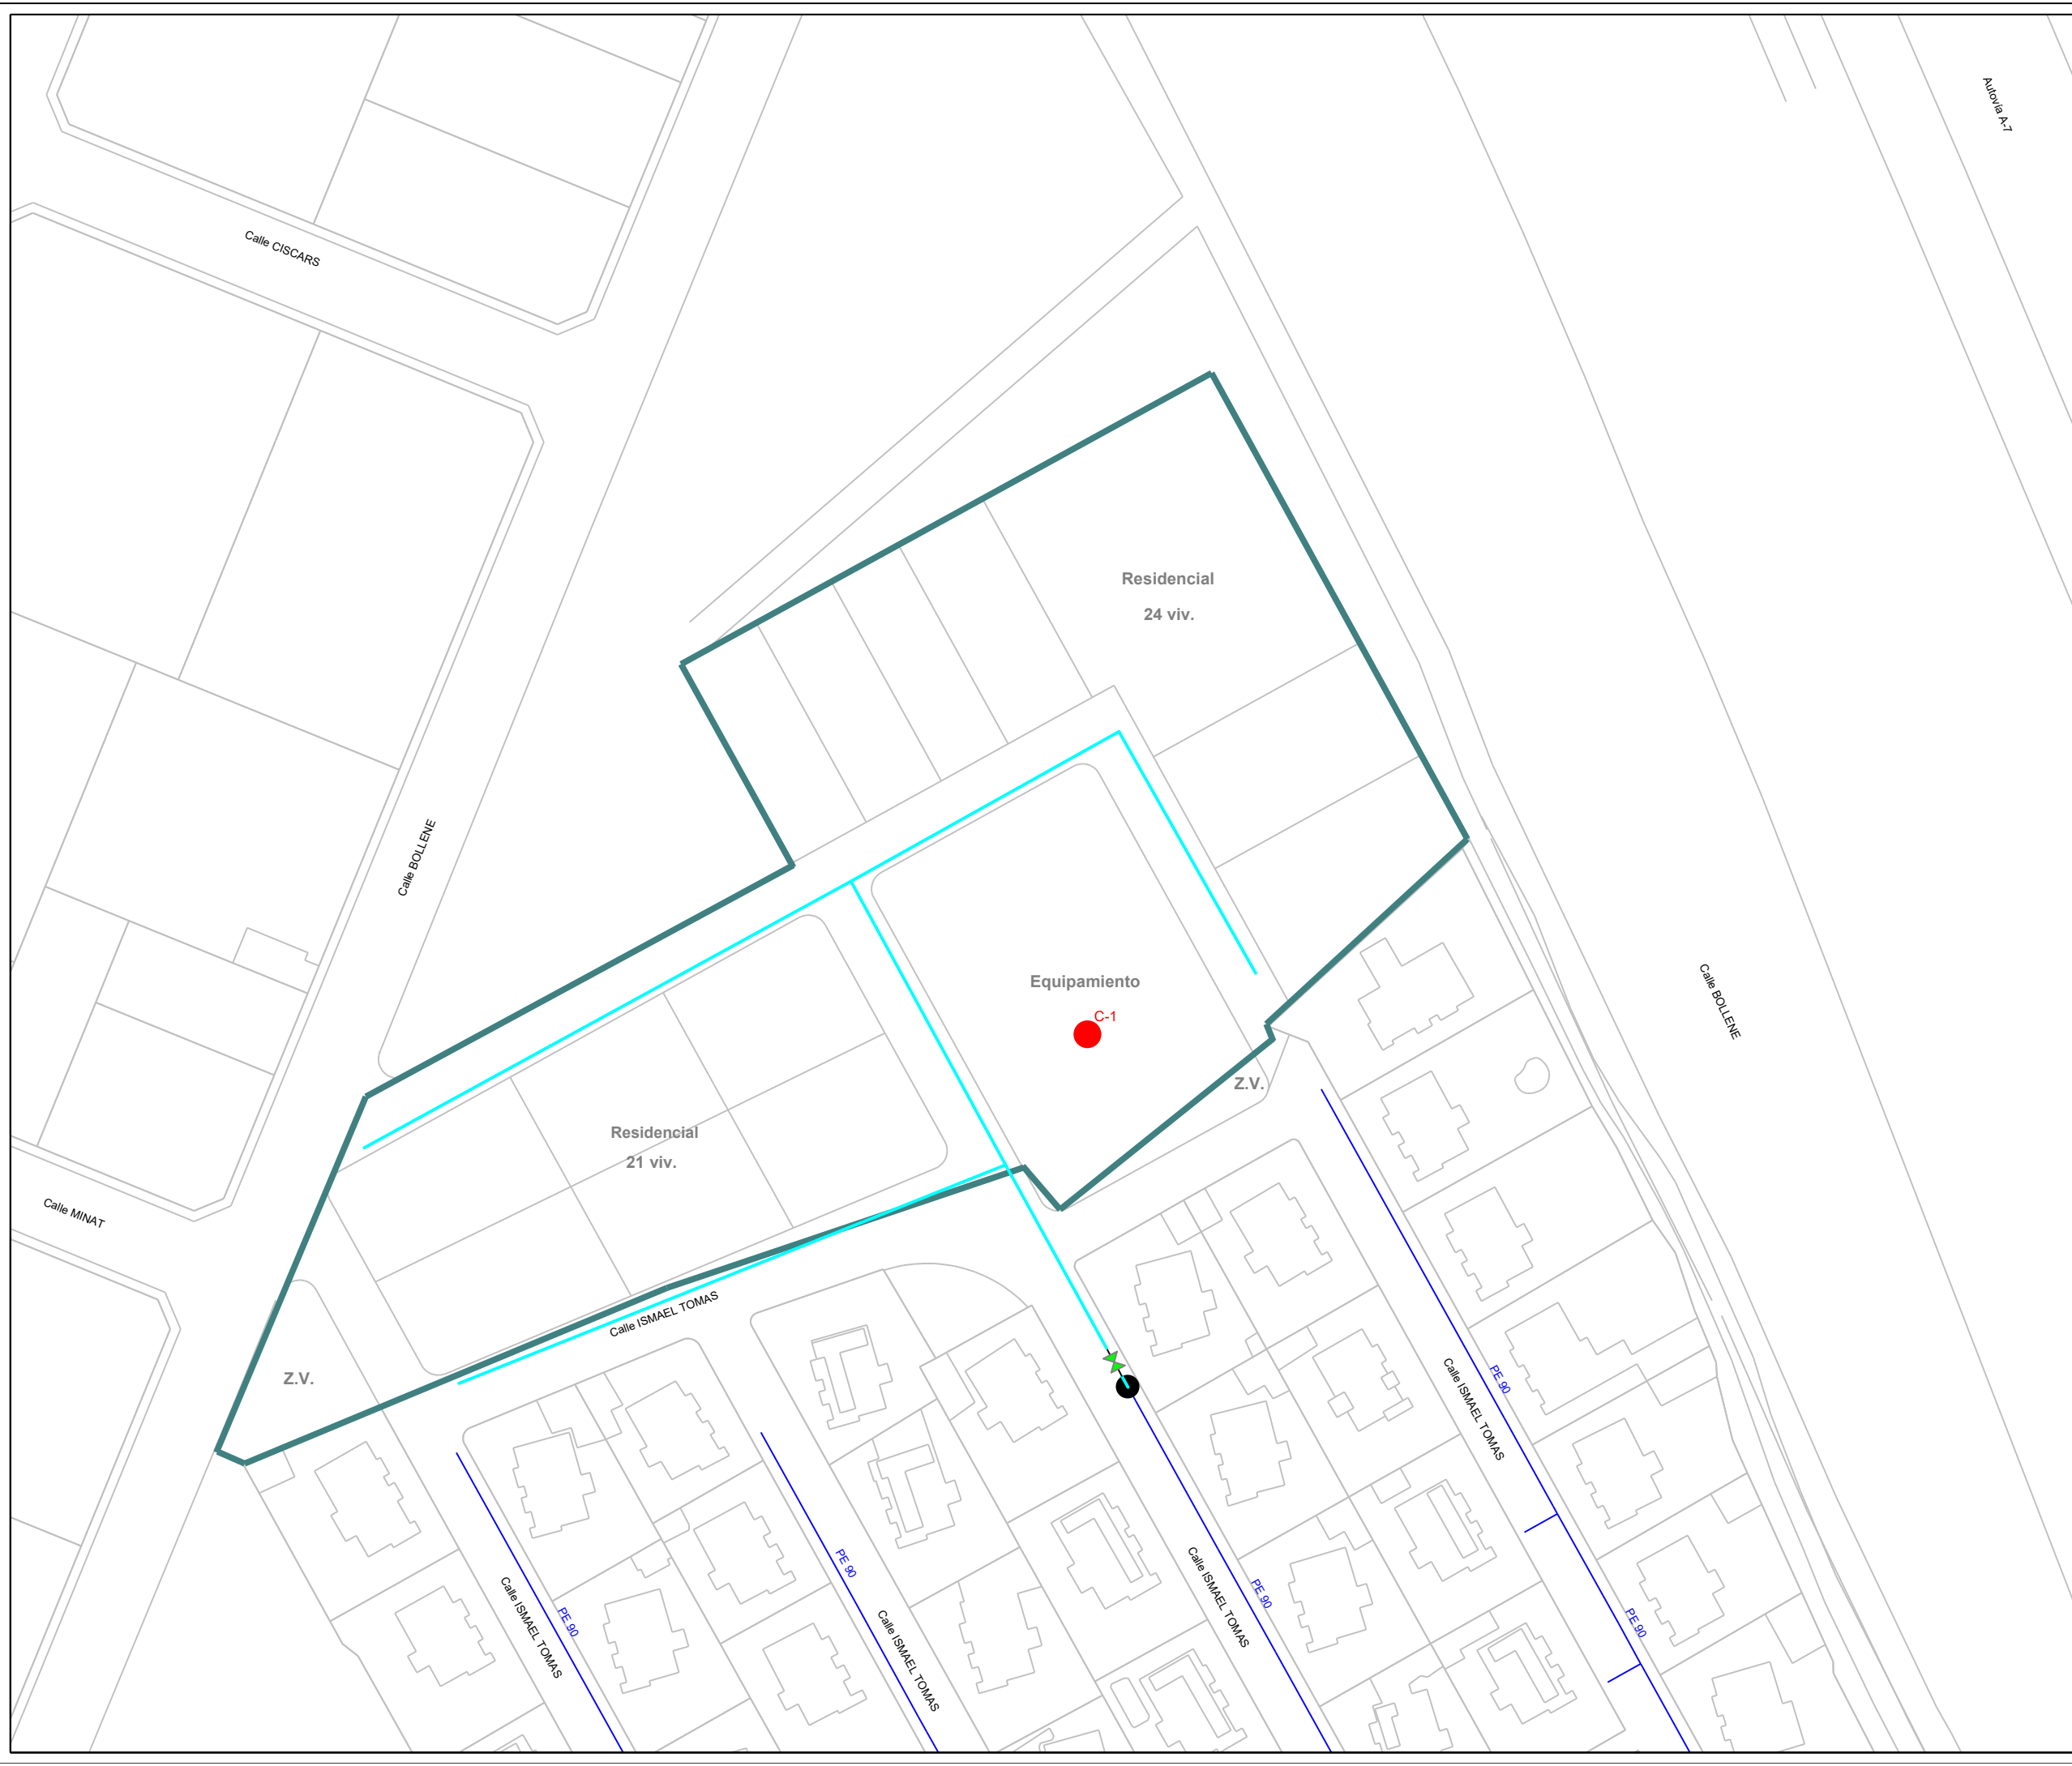 Autovía A-7
Calle CISCARS
Residencial
24 viv.
Calle BOLLENE
Equipamiento
C-1
Calle BOLLENE
Z.V.
Residencial
21 viv.
Calle MINAT
Calle ISMAEL TOMAS
Z.V.
PE 90
Calle ISMAEL TOMAS
PE 90
PE 90
Calle ISMAEL TOMAS
PE 90
Calle ISMAEL TOMAS
PE 90
Calle ISMAEL TOMAS